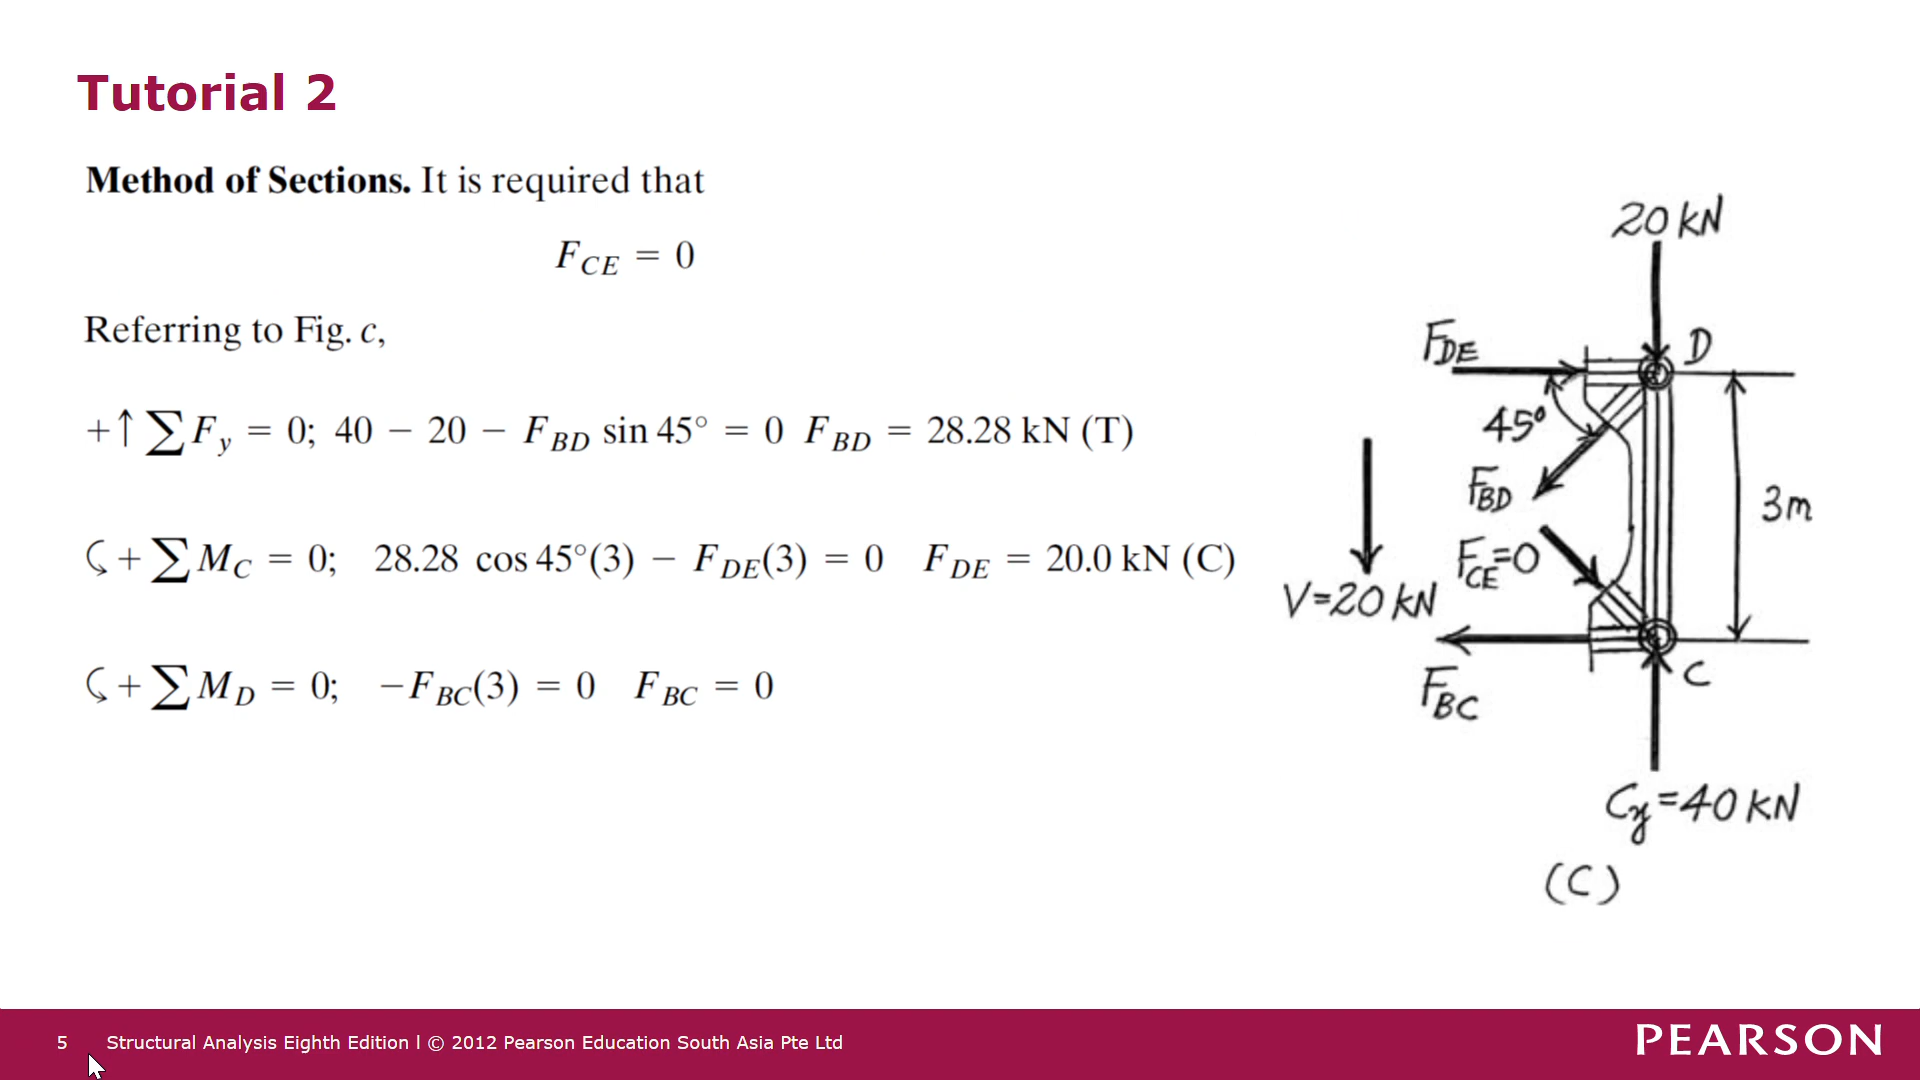 Tutorial 2
Method of Sections. It is required that
F_CE = 0
Referring to Fig. c,
+↑ ∑F_y = 0; 40 − 20 − F_BD sin 45° = 0 F_BD = 28.28 kN (T)
⤹+ ∑M_C = 0; 28.28 cos 45°(3) − F_DE(3) = 0 F_DE = 20.0 kN (C)
⤹+ ∑M_D = 0; −F_BC(3) = 0 F_BC = 0
20 kN
F_DE
D
45°
F_BD
3m
F_CE=0
V=20 kN
F_BC
C
C_y=40 kN
(C)
5 Structural Analysis Eighth Edition l © 2012 Pearson Education South Asia Pte Ltd
PEARSON